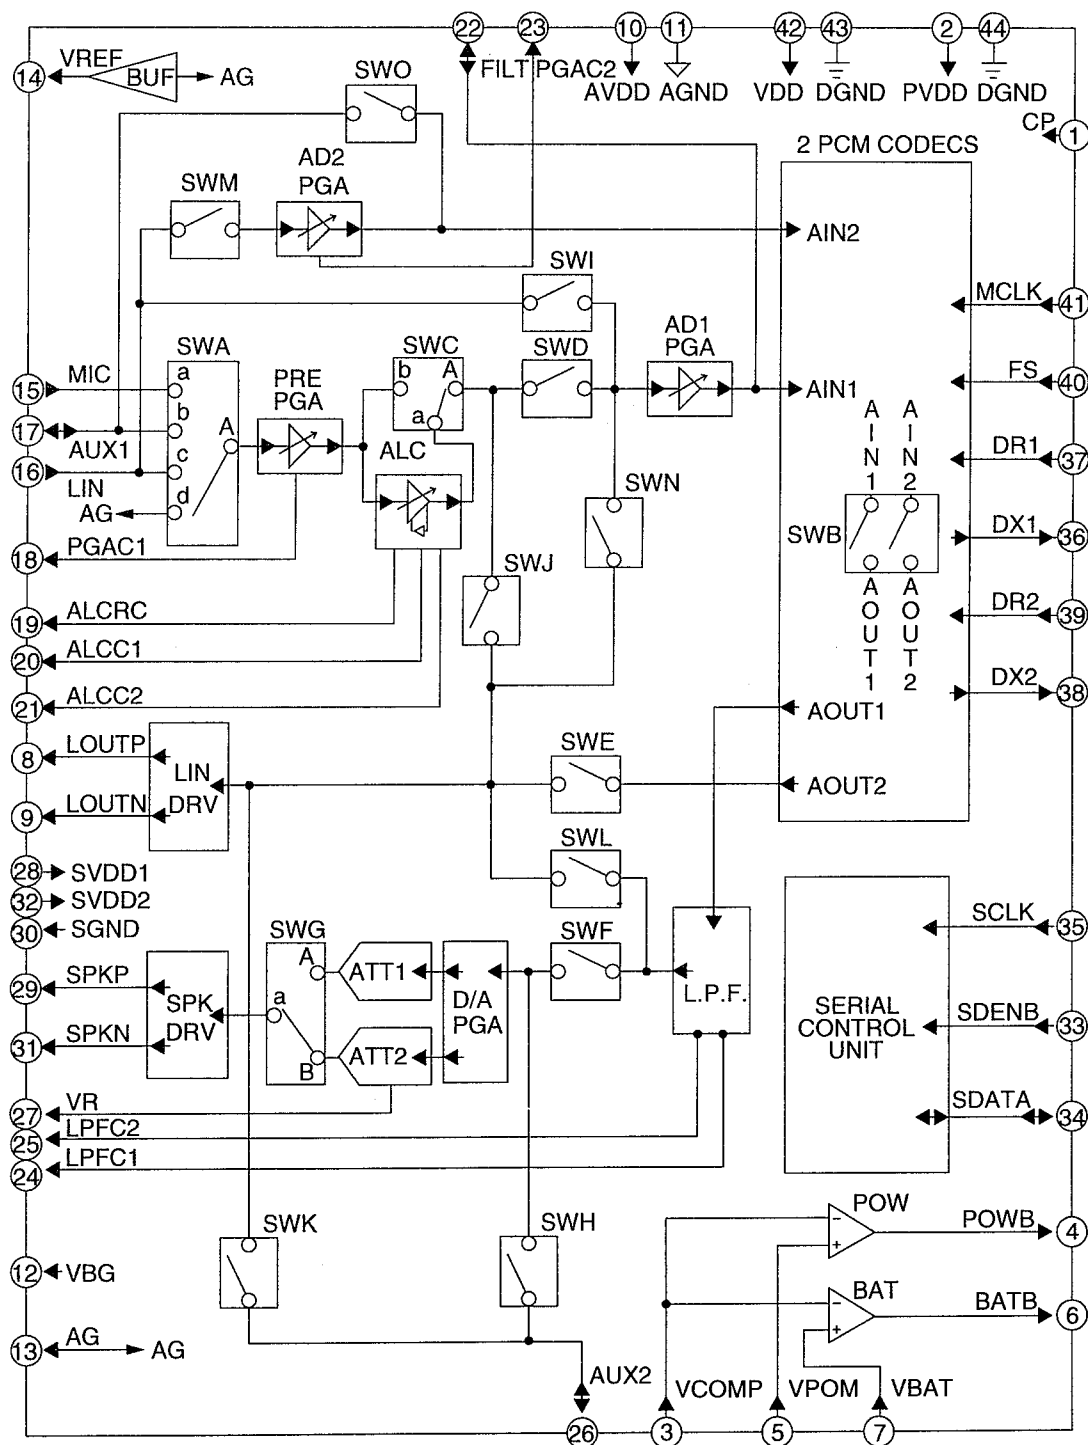 22 23 10 11 42 43 2 44
14 VREF BUF AG
SWO
FILT PGAC2
AVDD AGND VDD DGND PVDD DGND
CP 1
2 PCM CODECS
SWM
AD2
PGA
AIN2
SWI
MCLK 41
SWA
SWC
SWD
AD1
PGA
15 MIC a
PRE
PGA
b A
a
AIN1
FS 40
17 AUX1 b
A
ALC
AIN1 AIN2
16 LIN c
DR1 37
AG d
SWN
SWB
DX1 36
18 PGAC1
SWJ
AOUT1 AOUT2
19 ALCRC
DR2 39
20 ALCC1
21 ALCC2
DX2 38
AOUT1
8 LOUTP
LIN
DRV
SWE
AOUT2
9 LOUTN
SWL
28 SVDD1
32 SVDD2
30 SGND
SCLK 35
SWG
SWF
29 SPKP
A
ATT1
D/A
PGA
L.P.F.
SPK
DRV
a
SERIAL
CONTROL
UNIT
SDENB 33
31 SPKN
B
ATT2
27 VR
SDATA 34
25 LPFC2
24 LPFC1
SWK
SWH
POW
− +
POWB 4
12 VBG
BAT
− +
BATB 6
13 AG AG
AUX2 VCOMP VPOM VBAT
26 3 5 7